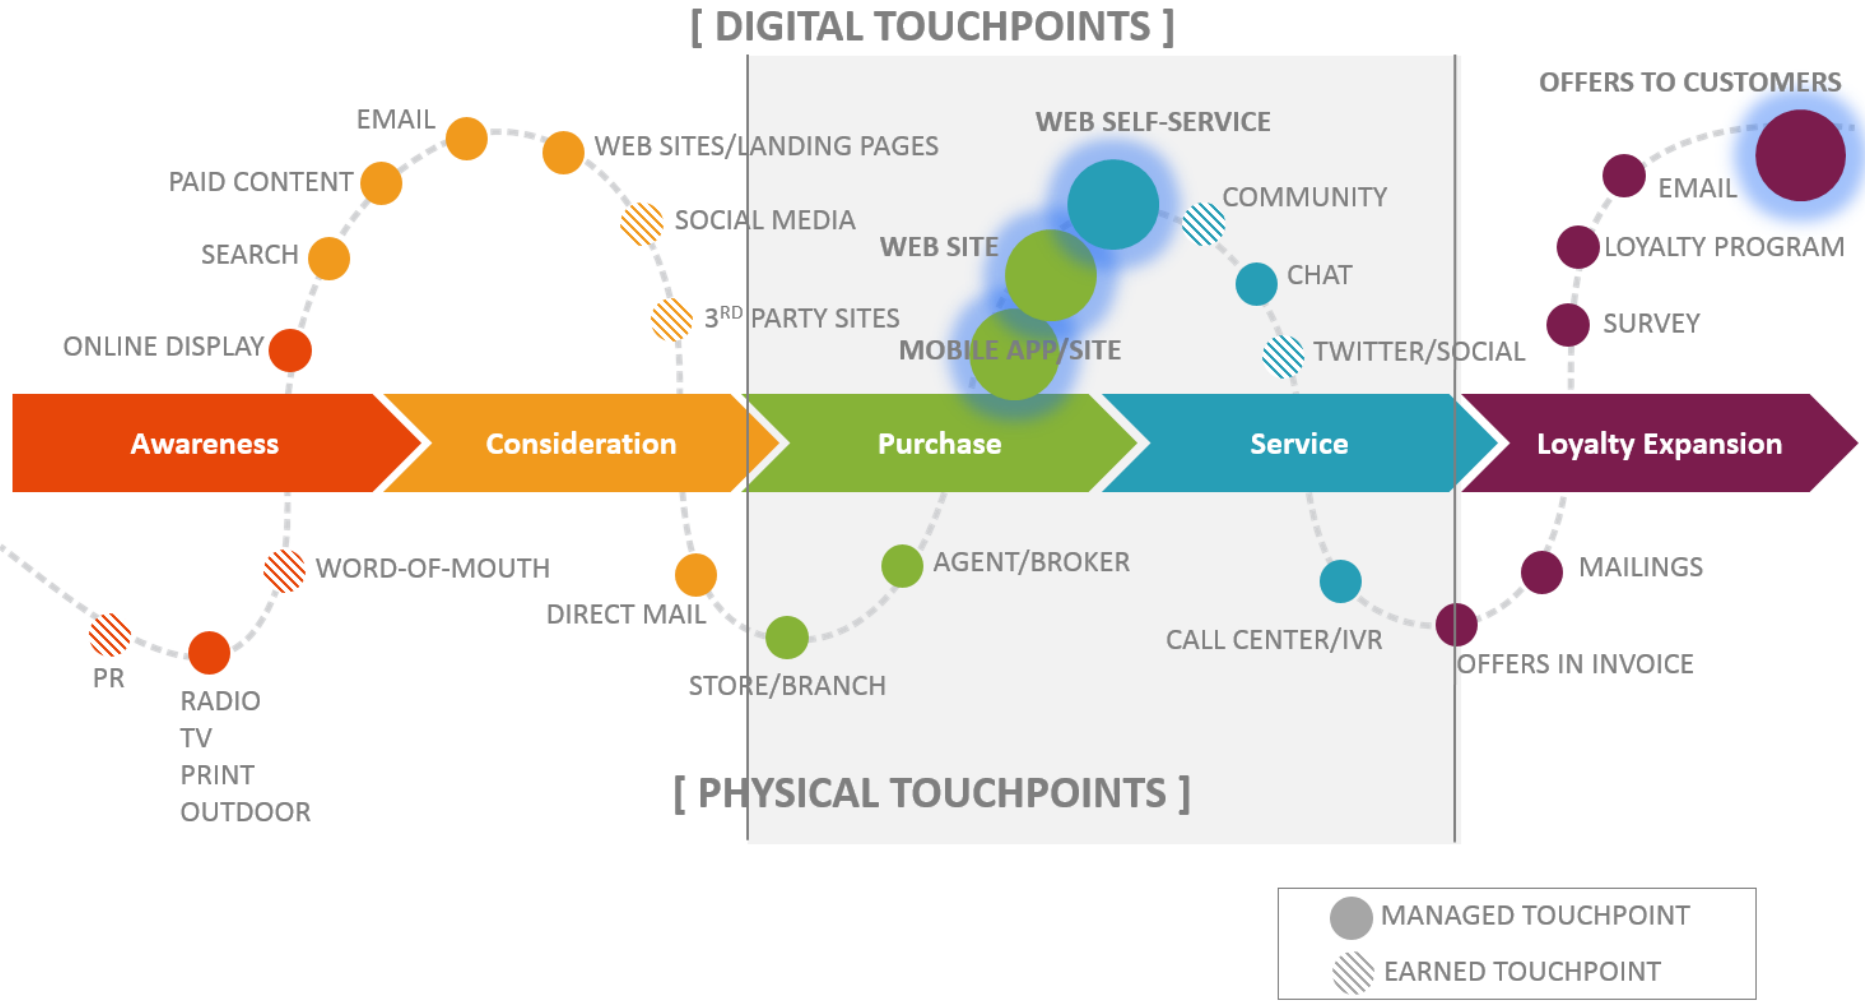 [ DIGITAL TOUCHPOINTS ]
OFFERS TO CUSTOMERS
EMAIL
WEB SELF-SERVICE
WEB SITES/LANDING PAGES
PAID CONTENT
EMAIL
COMMUNITY
SOCIAL MEDIA
SEARCH
WEB SITE
LOYALTY PROGRAM
CHAT
3RD PARTY SITES
SURVEY
ONLINE DISPLAY
MOBILE APP/SITE
TWITTER/SOCIAL
Awareness
Consideration
Purchase
Service
Loyalty Expansion
WORD-OF-MOUTH
AGENT/BROKER
MAILINGS
DIRECT MAIL
CALL CENTER/IVR
OFFERS IN INVOICE
PR
STORE/BRANCH
RADIO
TV
PRINT
OUTDOOR
[ PHYSICAL TOUCHPOINTS ]
MANAGED TOUCHPOINT
EARNED TOUCHPOINT